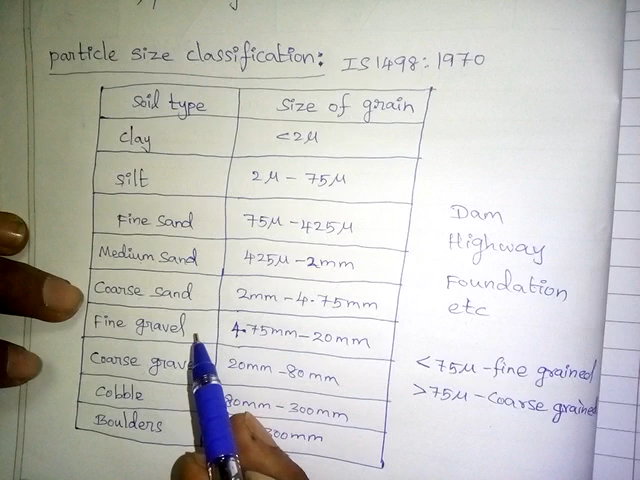 particle size classification: IS 1498:1970
Soil type Size of grain
Clay <2μ
Silt 2μ - 75μ
Fine sand 75μ - 425μ
Medium sand 425μ - 2mm
Coarse sand 2mm - 4.75mm
Fine gravel 4.75mm - 20mm
Coarse grave 20mm - 80mm
Cobble 80mm - 300mm
Boulders 300mm
Dam
Highway
Foundation
etc
<75μ - fine grained
>75μ - Coarse grained